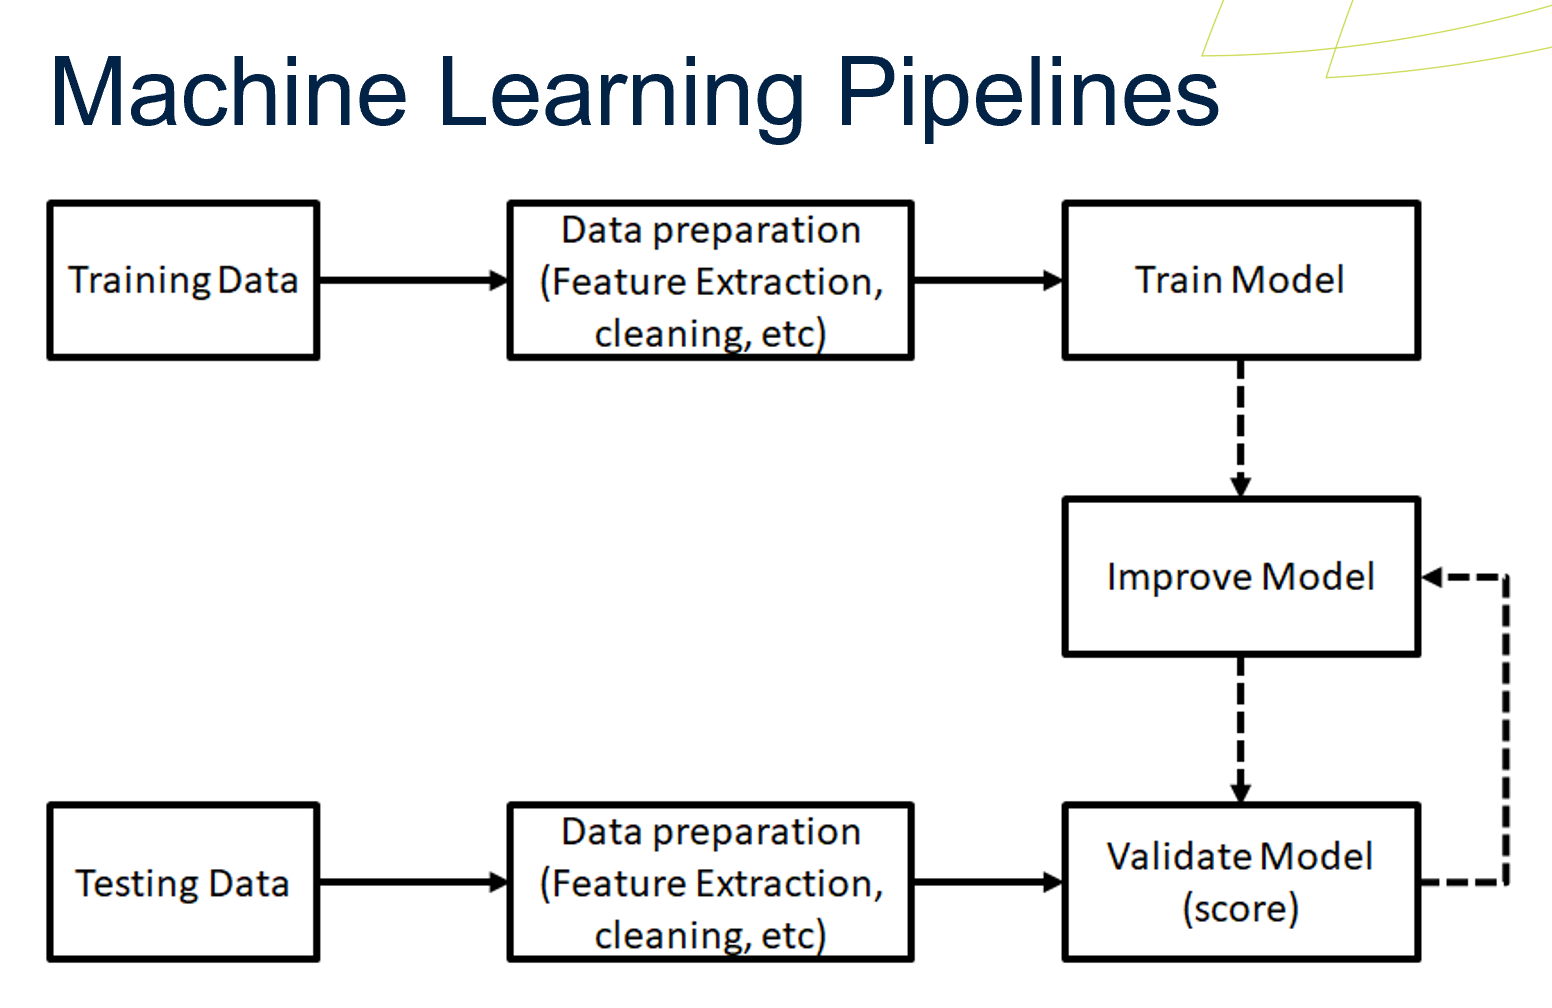 Machine Learning Pipelines
Training Data
Data preparation
(Feature Extraction,
cleaning, etc)
Train Model
Improve Model
Testing Data
Data preparation
(Feature Extraction,
cleaning, etc)
Validate Model
(score)